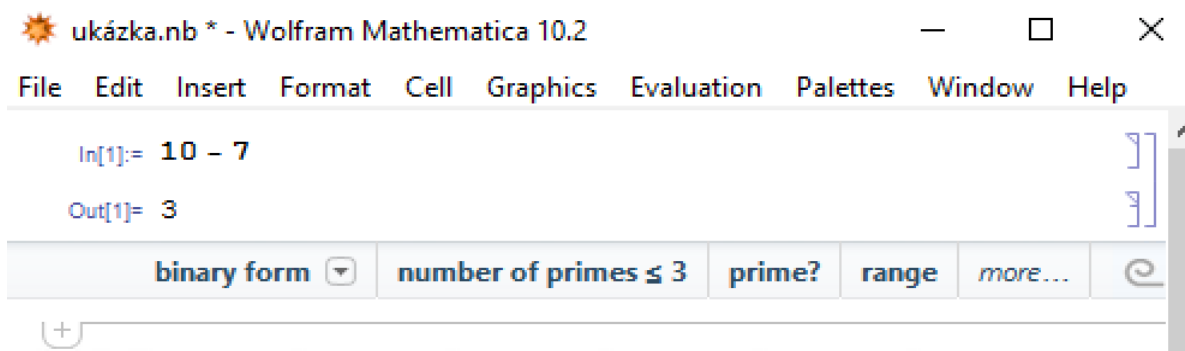 ukázka.nb * - Wolfram Mathematica 10.2
File Edit Insert Format Cell Graphics Evaluation Palettes Window Help
In[1]:= 10 – 7
Out[1]= 3
binary form number of primes ≤ 3 prime? range more...